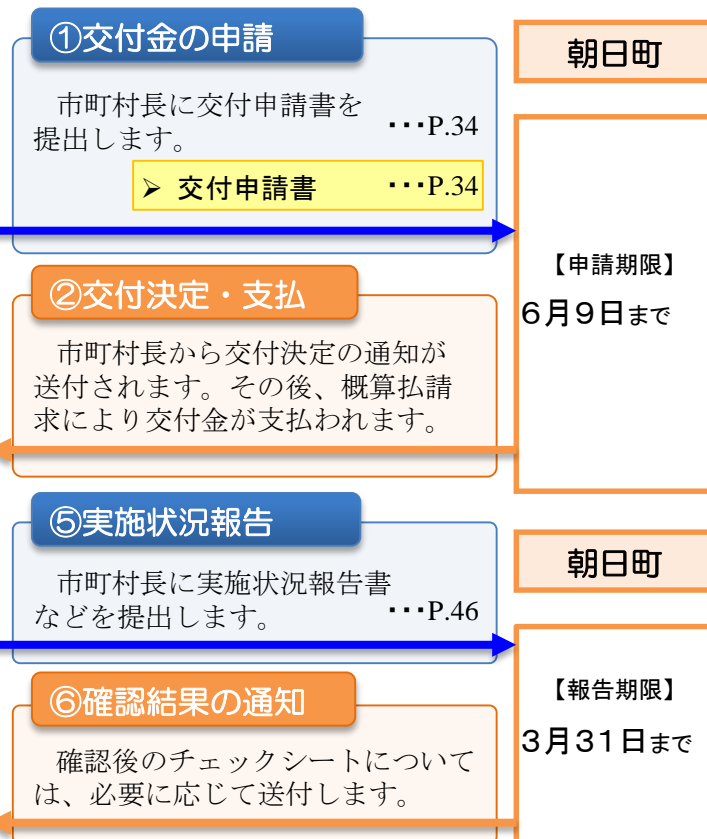 ①交付金の申請
朝日町
市町村長に交付申請書を
提出します。 ・・・P.34
➢ 交付申請書 ・・・P.34
【申請期限】
6月9日まで
②交付決定・支払
市町村長から交付決定の通知が
送付されます。その後、概算払請
求により交付金が支払われます。
⑤実施状況報告
朝日町
市町村長に実施状況報告書
などを提出します。 ・・・P.46
【報告期限】
3月31日まで
⑥確認結果の通知
確認後のチェックシートについて
は、必要に応じて送付します。